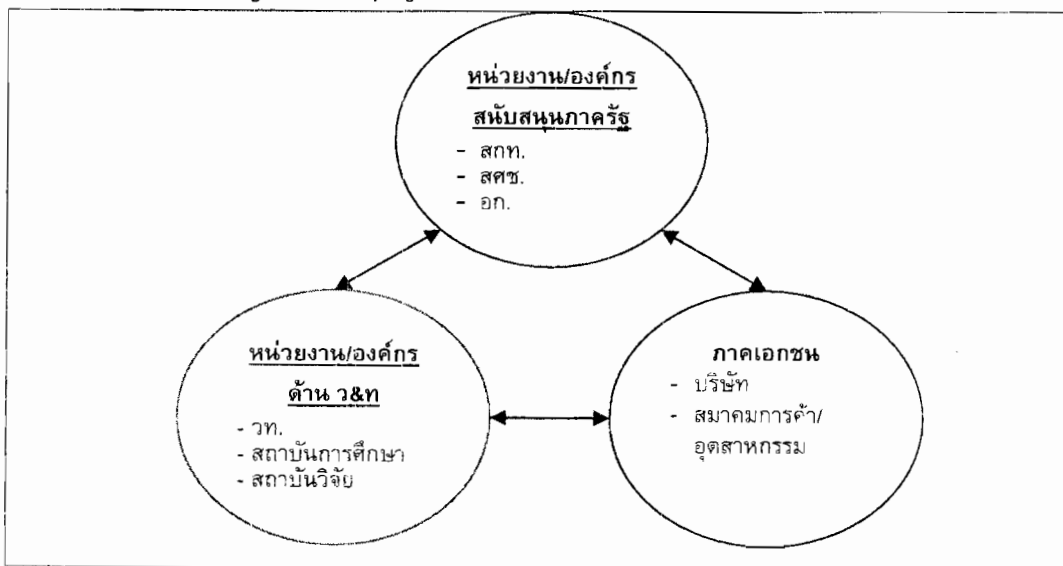 หน่วยงาน/องค์กร
สนับสนุนภาครัฐ
- สกท.
- สศช.
- อก.
หน่วยงาน/องค์กร
ด้าน ว&ท
- วท.
- สถาบันการศึกษา
- สถาบันวิจัย
ภาคเอกชน
- บริษัท
- สมาคมการค้า/
อุตสาหกรรม